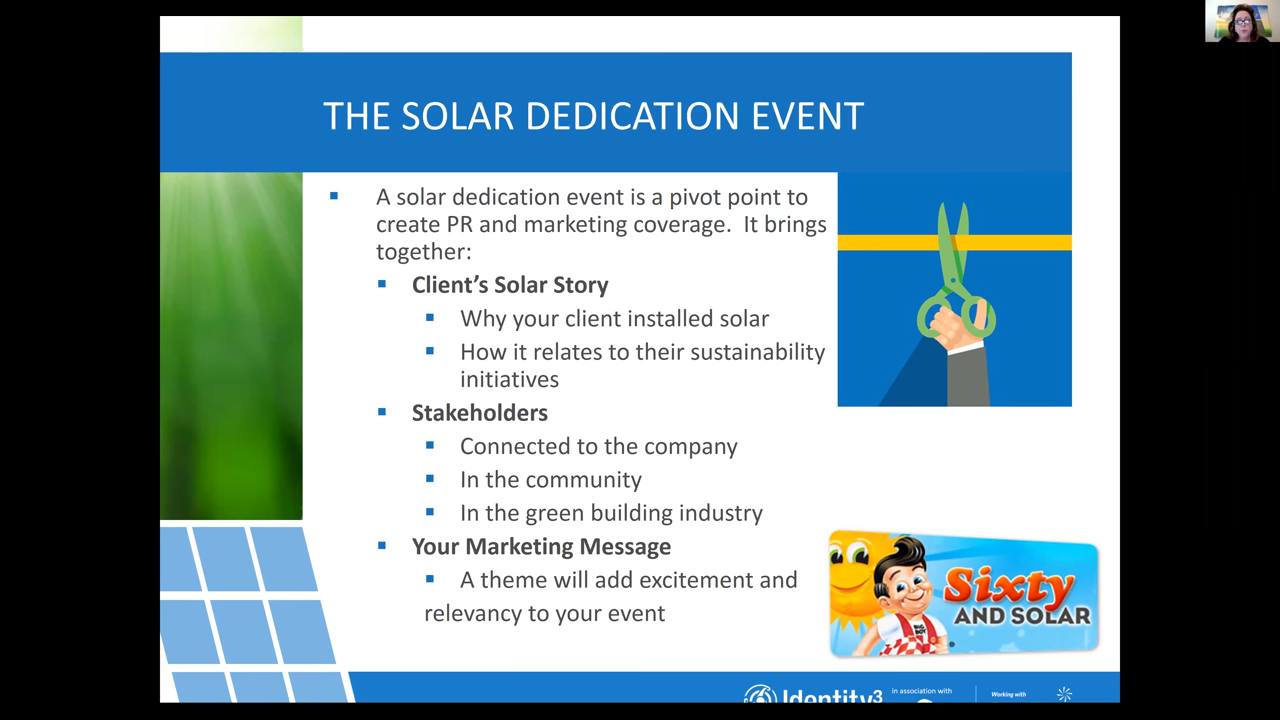 THE SOLAR DEDICATION EVENT
A solar dedication event is a pivot point to
create PR and marketing coverage. It brings
together:
Client's Solar Story
Why your client installed solar
How it relates to their sustainability
initiatives
Stakeholders
Connected to the company
In the community
In the green building industry
Your Marketing Message
A theme will add excitement and
relevancy to your event
BIG
BOY
Sixty
AND SOLAR
Identity3
in association with
Working with